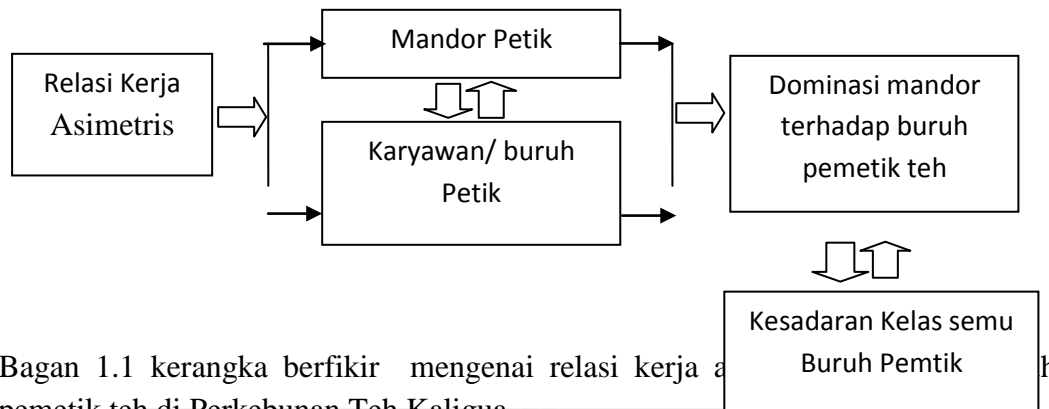 Relasi Kerja
Asimetris
Mandor Petik
Karyawan/ buruh
Petik
Dominasi mandor
terhadap buruh
pemetik teh
Kesadaran Kelas semu
Buruh Pemtik
Bagan 1.1 kerangka berfikir mengenai relasi kerja
pemetik teh di Perkebunan Teh Kaligua